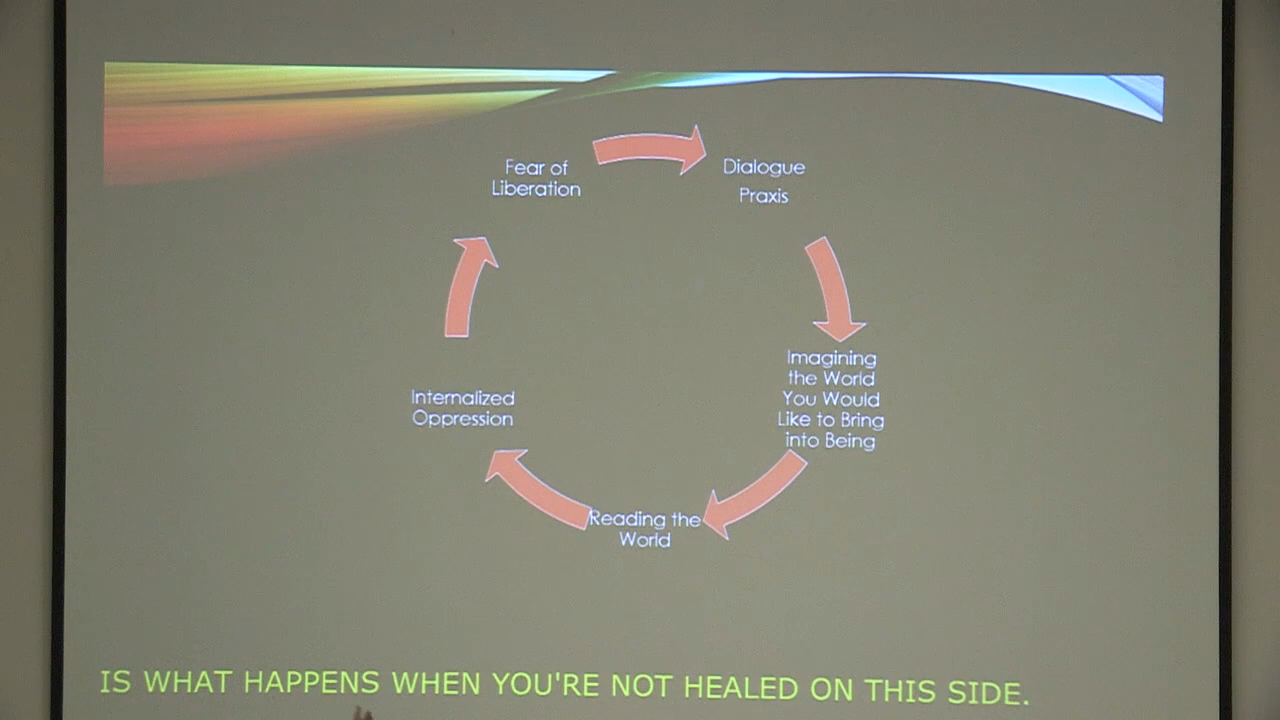 Fear of
Liberation
Dialogue
Praxis
Imagining
the World
You Would
Like to Bring
into Being
Reading the
World
Internalized
Oppression
IS WHAT HAPPENS WHEN YOU'RE NOT HEALED ON THIS SIDE.